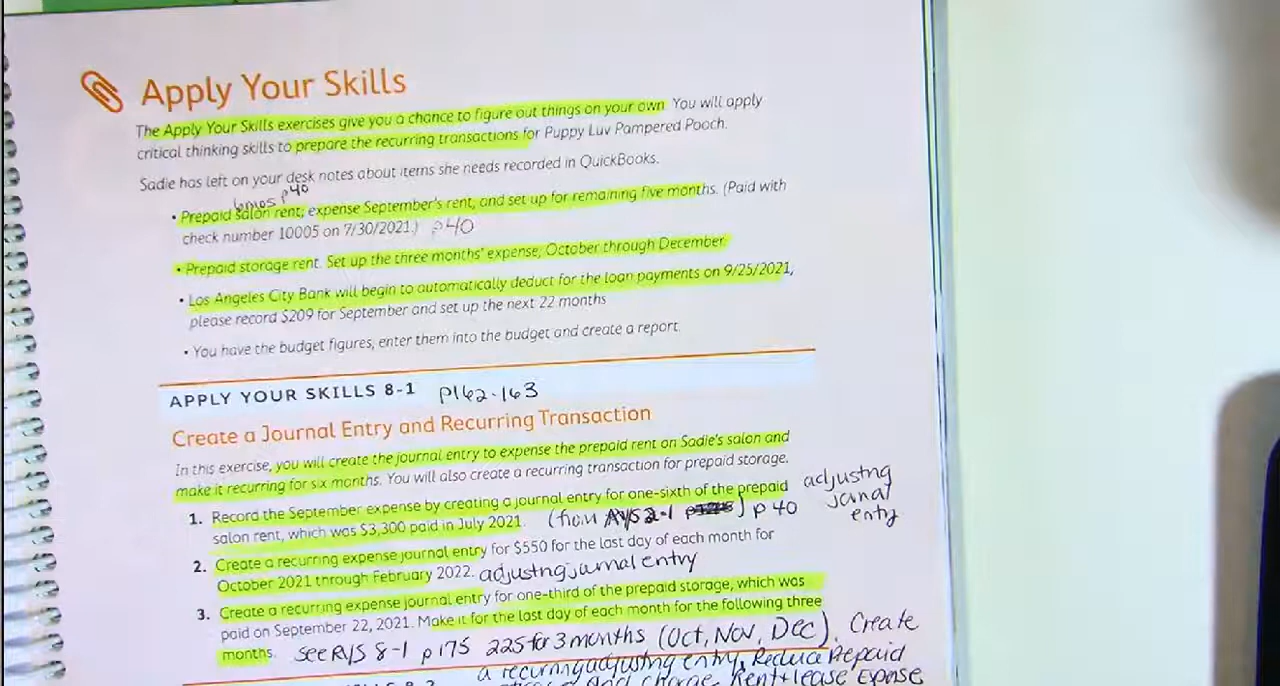 Apply Your Skills
The Apply Your Skills exercises give you a chance to figure out things on your own. You will apply
critical thinking skills to prepare the recurring transactions for Puppy Luv Pampered Pooch.
Sadie has left on your desk notes about items she needs recorded in QuickBooks.
6mos p40
• Prepaid salon rent; expense September's rent, and set up for remaining five months. (Paid with
check number 10005 on 7/30/2021.) p40
• Prepaid storage rent. Set up the three months' expense, October through December.
• Los Angeles City Bank will begin to automatically deduct for the loan payments on 9/25/2021,
please record $209 for September and set up the next 22 months
• You have the budget figures, enter them into the budget and create a report.
APPLY YOUR SKILLS 8-1 p162-163
Create a Journal Entry and Recurring Transaction
In this exercise, you will create the journal entry to expense the prepaid rent on Sadie's salon and
make it recurring for six months. You will also create a recurring transaction for prepaid storage.
1. Record the September expense by creating a journal entry for one-sixth of the prepaid
salon rent, which was $3,300 paid in July 2021. (from AYS 2-1 ) p 40
adjustng
jarnal
entry
2. Create a recurring expense journal entry for $550 for the last day of each month for
October 2021 through February 2022. adjustng jurnal entry
3. Create a recurring expense journal entry for one-third of the prepaid storage, which was
paid on September 22, 2021. Make it for the last day of each month for the following three
months. see AYS 8-1 p175 225 for 3 months (Oct, Nov, Dec). Create
a recurring adjustng entry, Reduce Prepaid
and charge Rent+lease Expense